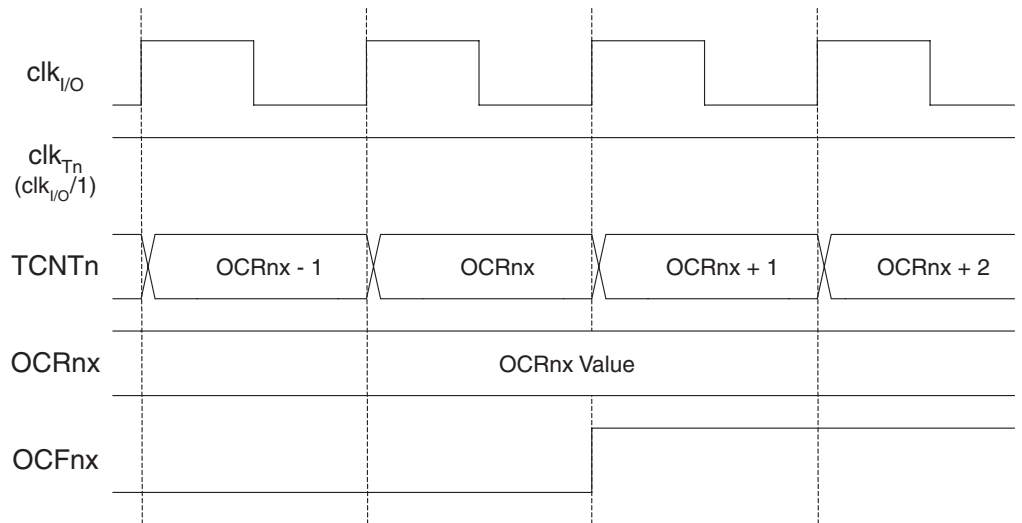 clkI/O
clkTn
(clkI/O/1)
TCNTn
OCRnx - 1
OCRnx
OCRnx + 1
OCRnx + 2
OCRnx
OCRnx Value
OCFnx